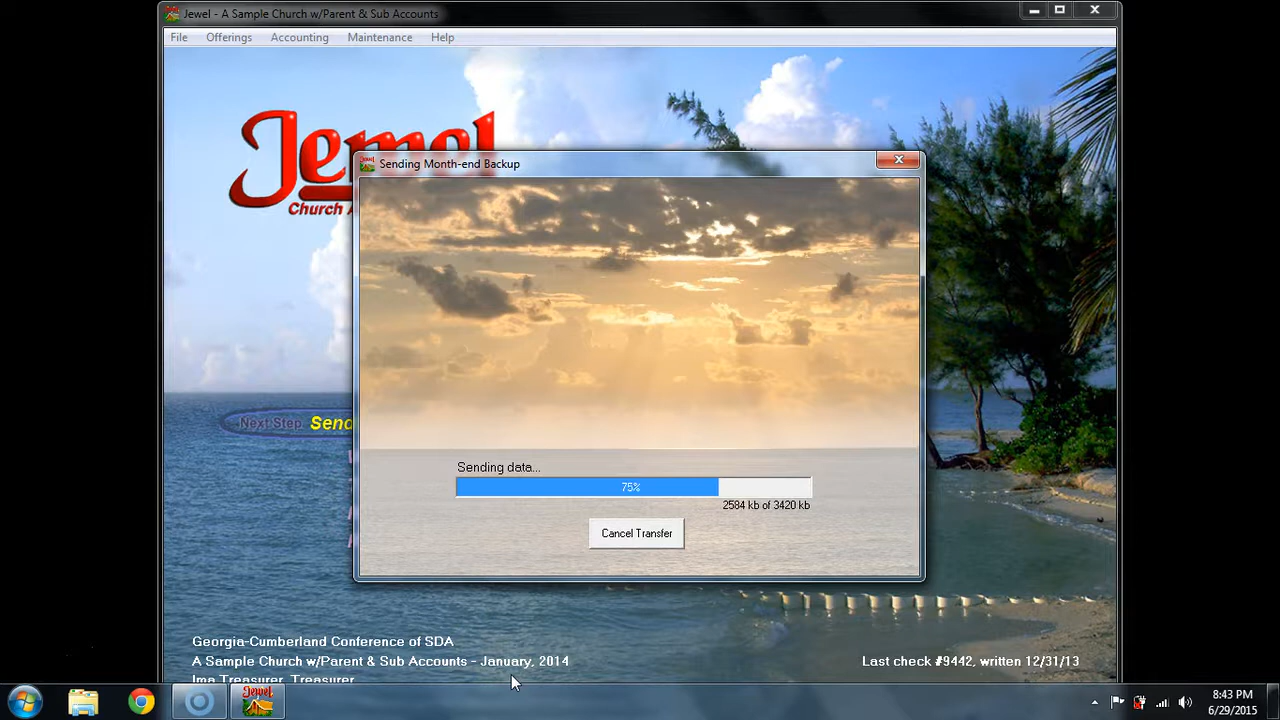 Jewel - A Sample Church w/Parent & Sub Accounts
File Offerings Accounting Maintenance Help
Jewel
Church A
Sending Month-end Backup
Next Step Send
Sending data...
75%
2584 kb of 3420 kb
Cancel Transfer
Georgia-Cumberland Conference of SDA
A Sample Church w/Parent & Sub Accounts - January, 2014
Last check #9442, written 12/31/13
Ima Treasurer, Treasurer
8:43 PM
6/29/2015